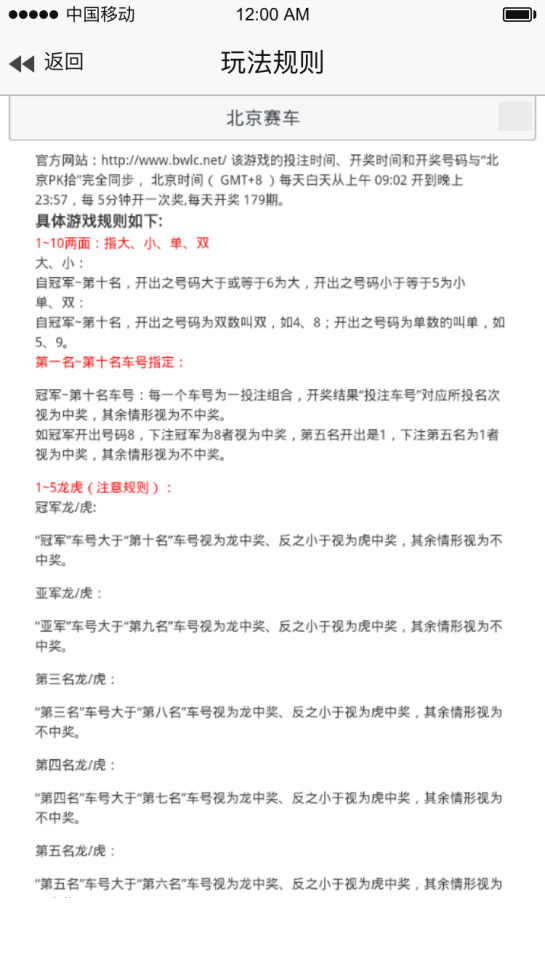 中国移动
12:00 AM
返回
玩法规则
北京赛车
官方网站：http://www.bwlc.net/ 该游戏的投注时间、开奖时间和开奖号码与“北
京PK拾”完全同步， 北京时间（ GMT+8 ）每天白天从上午 09:02 开到晚上
23:57，每 5分钟开一次奖,每天开奖 179期。
具体游戏规则如下:
1~10两面：指大、小、单、双
大、小：
自冠军~第十名，开出之号码大于或等于6为大，开出之号码小于等于5为小
单、双：
自冠军~第十名，开出之号码为双数叫双，如4、8；开出之号码为单数的叫单，如
5、9。
第一名~第十名车号指定：
冠军~第十名车号：每一个车号为一投注组合，开奖结果“投注车号”对应所投名次
视为中奖，其余情形视为不中奖。
如冠军开出号码8，下注冠军为8者视为中奖，第五名开出是1，下注第五名为1者
视为中奖，其余情形视为不中奖。
1~5龙虎（注意规则）：
冠军龙/虎:
“冠军”车号大于“第十名”车号视为龙中奖、反之小于视为虎中奖，其余情形视为不
中奖。
亚军龙/虎：
“亚军”车号大于“第九名”车号视为龙中奖、反之小于视为虎中奖，其余情形视为不
中奖。
第三名龙/虎：
“第三名”车号大于“第八名”车号视为龙中奖、反之小于视为虎中奖，其余情形视为
不中奖。
第四名龙/虎：
“第四名”车号大于“第七名”车号视为龙中奖、反之小于视为虎中奖，其余情形视为
不中奖。
第五名龙/虎：
“第五名”车号大于“第六名”车号视为龙中奖、反之小于视为虎中奖，其余情形视为